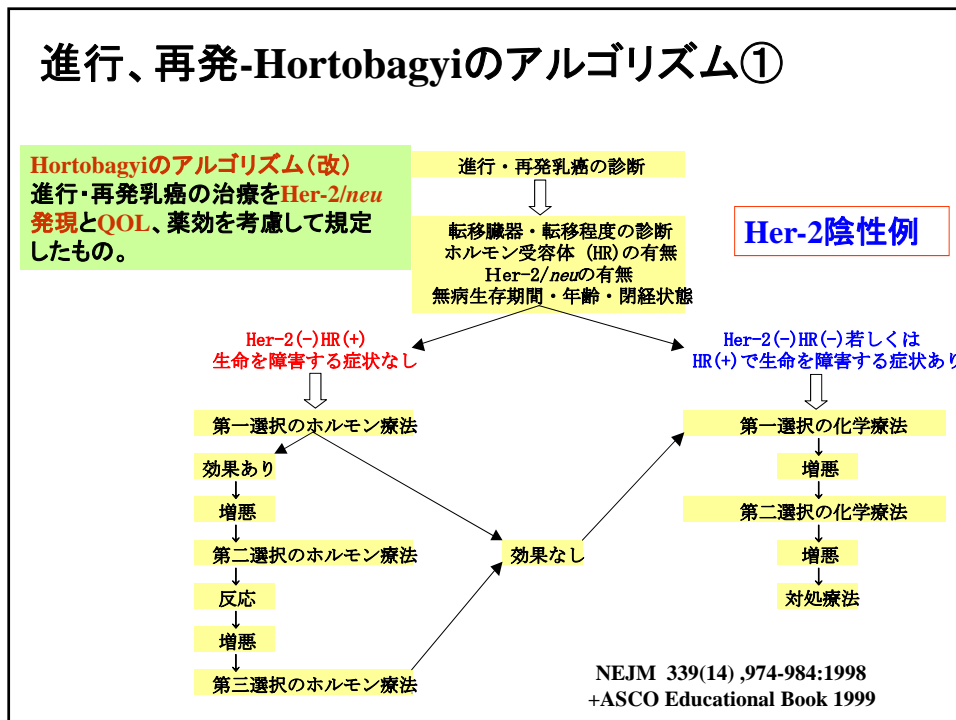 進行、再発-Hortobagyiのアルゴリズム①
Hortobagyiのアルゴリズム（改）
進行・再発乳癌の治療をHer-2/neu
発現とQOL、薬効を考慮して規定
したもの。
進行・再発乳癌の診断
転移臓器・転移程度の診断
ホルモン受容体 (HR)の有無
Her-2/neuの有無
無病生存期間・年齢・閉経状態
Her-2陰性例
Her-2(-)HR(+)
生命を障害する症状なし
Her-2(-)HR(-)若しくは
HR(+)で生命を障害する症状あり
第一選択のホルモン療法
効果あり
↓
増悪
↓
第二選択のホルモン療法
↓
反応
↓
増悪
↓
第三選択のホルモン療法
効果なし
第一選択の化学療法
↓
増悪
↓
第二選択の化学療法
↓
増悪
↓
対処療法
NEJM 339(14) ,974-984:1998
+ASCO Educational Book 1999